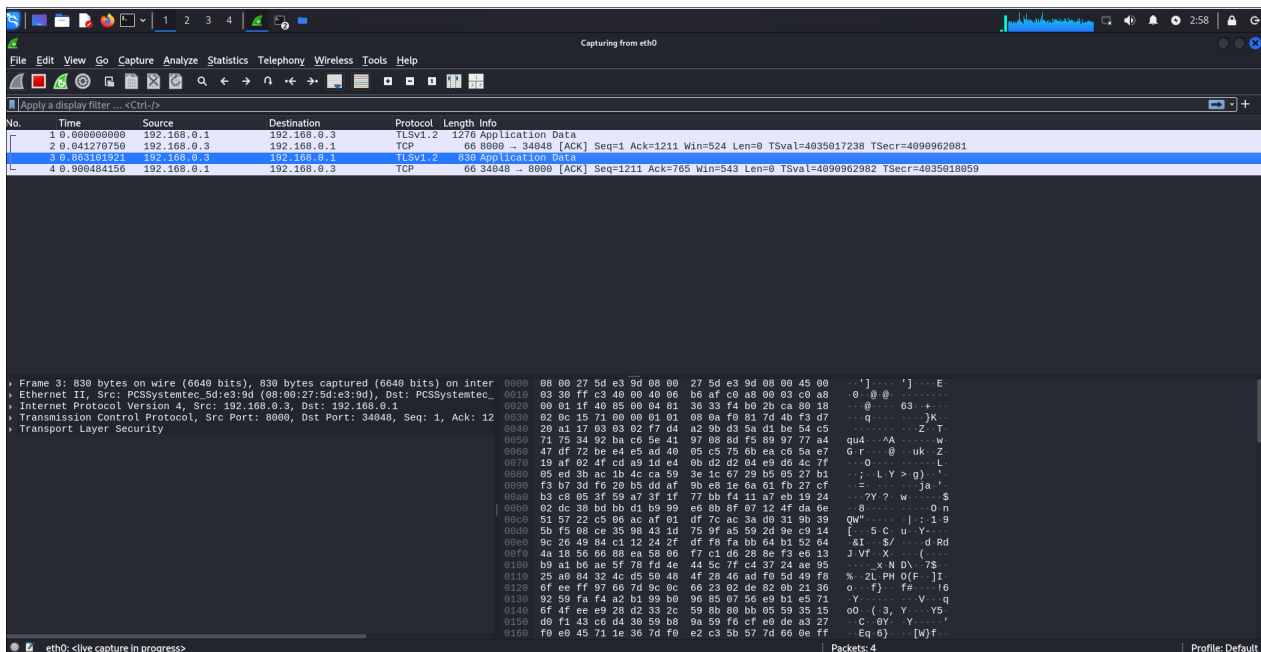 1 2 3 4 2 2:58
Capturing from eth0
File Edit View Go Capture Analyze Statistics Telephony Wireless Tools Help
Apply a display filter ... <Ctrl-/>
No. Time Source Destination Protocol Length Info
1 0.000000000 192.168.0.1 192.168.0.3 TLSv1.2 1276 Application Data
2 0.041270750 192.168.0.3 192.168.0.1 TCP 66 8000 → 34048 [ACK] Seq=1 Ack=1211 Win=524 Len=0 TSval=4035017238 TSecr=4090962081
3 0.863101921 192.168.0.3 192.168.0.1 TLSv1.2 830 Application Data
4 0.900484156 192.168.0.1 192.168.0.3 TCP 66 34048 → 8000 [ACK] Seq=1211 Ack=765 Win=543 Len=0 TSval=4090962982 TSecr=4035018059
Frame 3: 830 bytes on wire (6640 bits), 830 bytes captured (6640 bits) on inter
Ethernet II, Src: PCSSystemtec_5d:e3:9d (08:00:27:5d:e3:9d), Dst: PCSSystemtec_
Internet Protocol Version 4, Src: 192.168.0.3, Dst: 192.168.0.1
Transmission Control Protocol, Src Port: 8000, Dst Port: 34048, Seq: 1, Ack: 12
Transport Layer Security
0000 08 00 27 5d e3 9d 08 00 27 5d e3 9d 08 00 45 00
0010 03 30 ff c3 40 00 40 06 b6 af c0 a8 00 03 c0 a8
0020 00 01 1f 40 85 00 04 81 36 33 f4 b0 2b ca 80 18
0030 02 0c 15 71 00 00 01 01 08 0a f0 81 7d 4b f3 d7
0040 20 a1 17 03 03 02 f7 d4 a2 9b d3 5a d1 be 54 c5
0050 71 75 34 92 ba c6 5e 41 97 08 8d f5 89 97 77 a4
0060 47 df 72 be e4 e5 ad 40 05 c5 75 6b ea c6 5a e7
0070 19 af 02 4f cd a9 1d e4 0b d2 d2 04 e9 d6 4c 7f
0080 05 ed 3b ac 1b 4c ca 59 3e 1c 67 29 b5 05 27 b1
0090 f3 b7 3d f6 20 b5 dd af 9b e8 1e 6a 61 fb 27 cf
00a0 b3 c8 05 3f 59 a7 3f 1f 77 bb f4 11 a7 eb 19 24
00b0 02 dc 38 bd bb d1 b9 99 e6 8b 8f 07 12 4f da 6e
00c0 51 57 22 c5 06 ac af 01 df 7c ac 3a d0 31 9b 39
00d0 5b f5 08 ce 35 98 43 1d 75 9f a5 59 2d 9e c9 14
00e0 9c 26 49 84 c1 12 24 2f df f8 fa bb 64 b1 52 64
00f0 4a 18 56 66 88 ea 58 06 f7 c1 d6 28 8e f3 e6 13
0100 b9 a1 b6 ae 5f 78 fd 4e 44 5c 7f c4 37 24 ae 95
0110 25 a0 84 32 4c d5 50 48 4f 28 46 ad f0 5d 49 f8
0120 6f ee ff 97 66 7d 9c 0c 66 23 02 de 82 0b 21 36
0130 92 59 fa f4 a2 b1 99 b0 96 85 07 56 e9 b1 e5 71
0140 6f 4f ee e9 28 d2 33 2c 59 8b 80 bb 05 59 35 15
0150 d0 f1 43 c6 d4 30 59 b8 9a 59 f6 cf e0 de a3 27
0160 f0 e0 45 71 1e 36 7d f0 e2 c3 5b 57 7d 66 0e ff
eth0: <live capture in progress> Packets: 4 Profile: Default